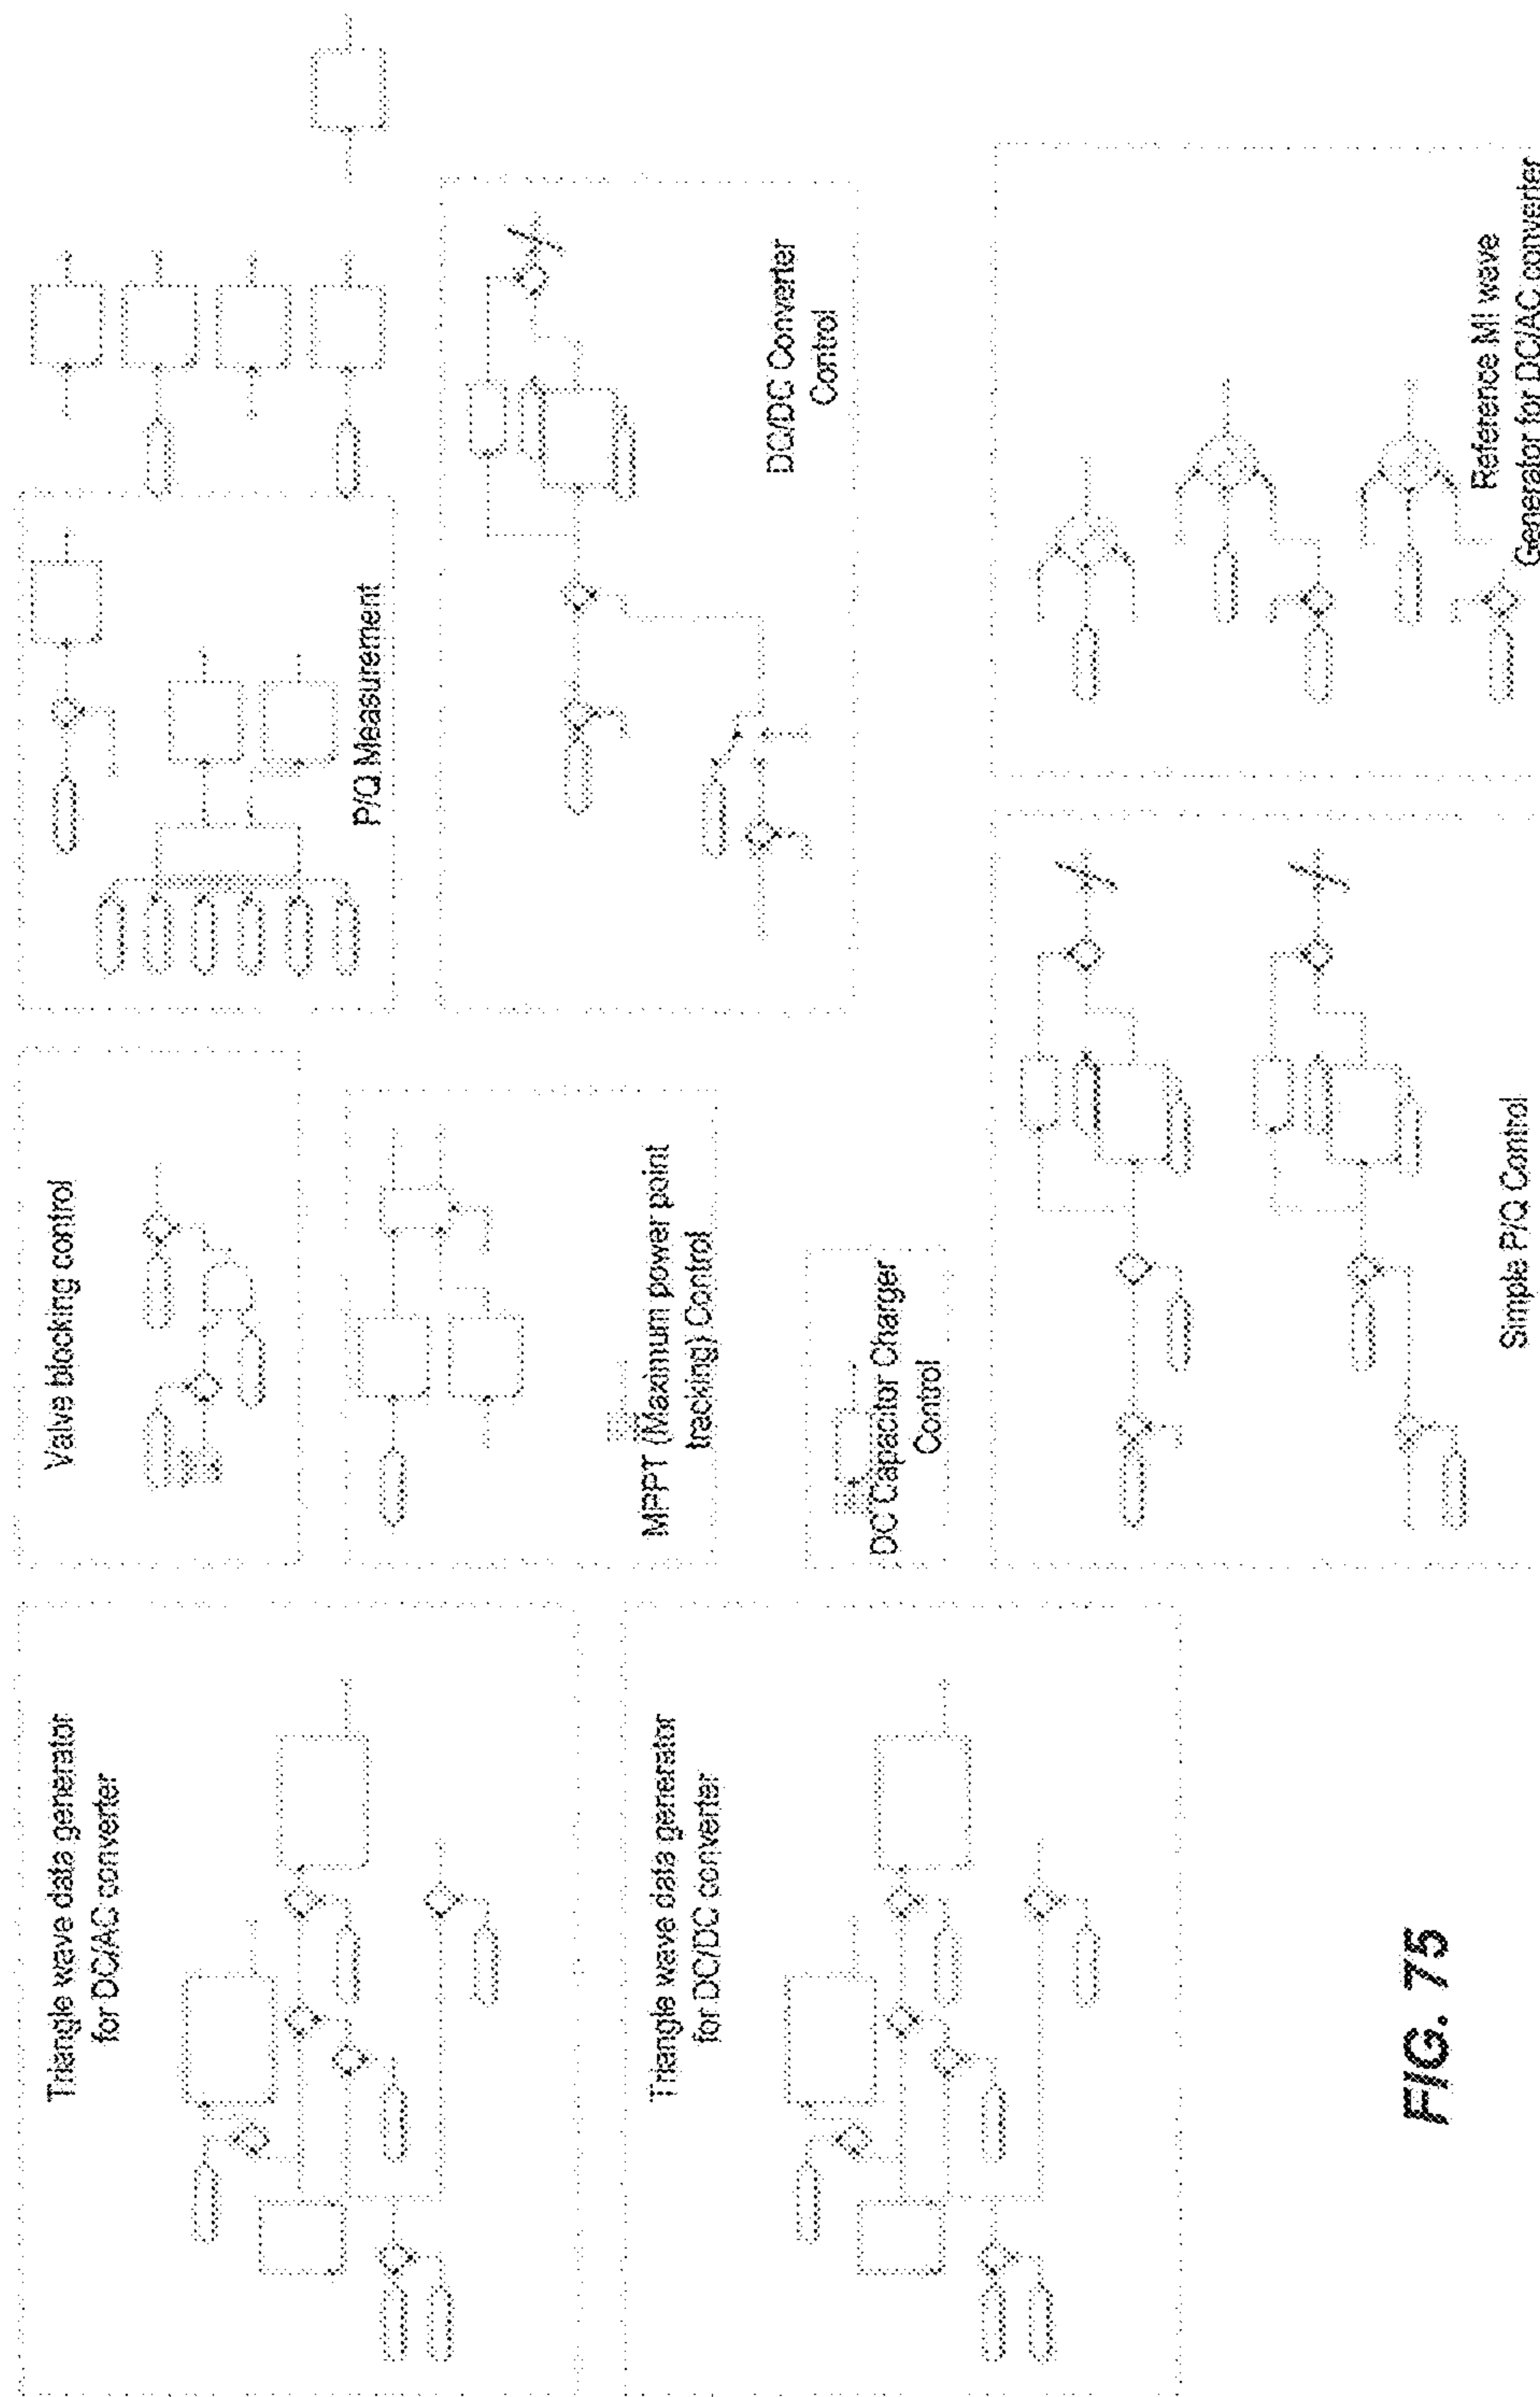 Triangle wave data generator
for DC/AC converter
Valve blocking control
P/Q Measurement
Triangle wave data generator
for DC/DC converter
MPPT (Maximum power point
tracking) Control
DC/DC Converter
Control
DC Capacitor Charger
Control
Simple P/Q Control
Reference MI wave
Generator for DC/AC converter
FIG. 75